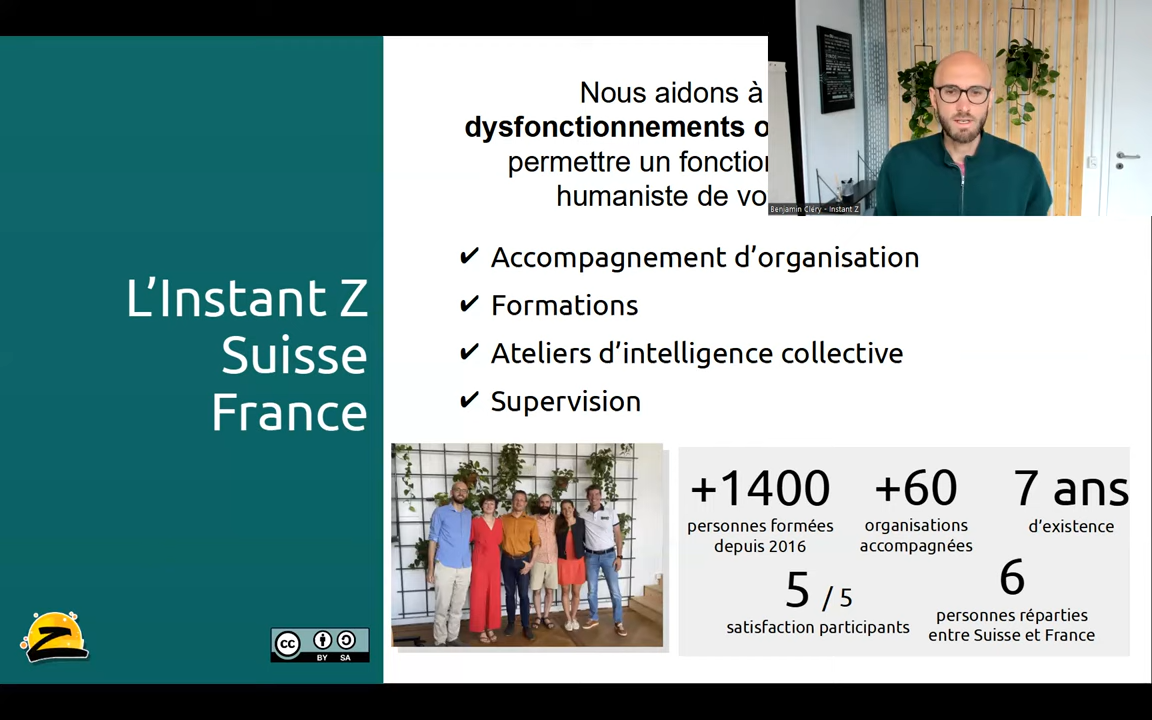 L’Instant Z
Suisse
France
Nous aidons à
dysfonctionnements o
permettre un fonction
humaniste de vo
Benjamin Cléry - Instant Z
✔ Accompagnement d’organisation
✔ Formations
✔ Ateliers d’intelligence collective
✔ Supervision
+1400
personnes formées
depuis 2016
+60
organisations
accompagnées
7 ans
d’existence
5 / 5
satisfaction participants
6
personnes réparties
entre Suisse et France
Z
cc
BY SA